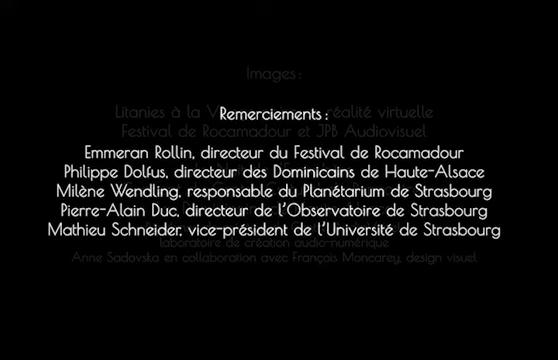 Images :
Litanies à la réalité virtuelle
Remerciements :
Festival de Rocamadour et JPB Audiovisuel
Emmeran Rollin, directeur du Festival de Rocamadour
Philippe Dolfus, directeur des Dominicains de Haute-Alsace
Milène Wendling, responsable du Planétarium de Strasbourg
Pierre-Alain Duc, directeur de l'Observatoire de Strasbourg
Mathieu Schneider, vice-président de l'Université de Strasbourg
laboratoire de création audio-numérique
Anne Sadovska en collaboration avec François Moncarey, design visuel